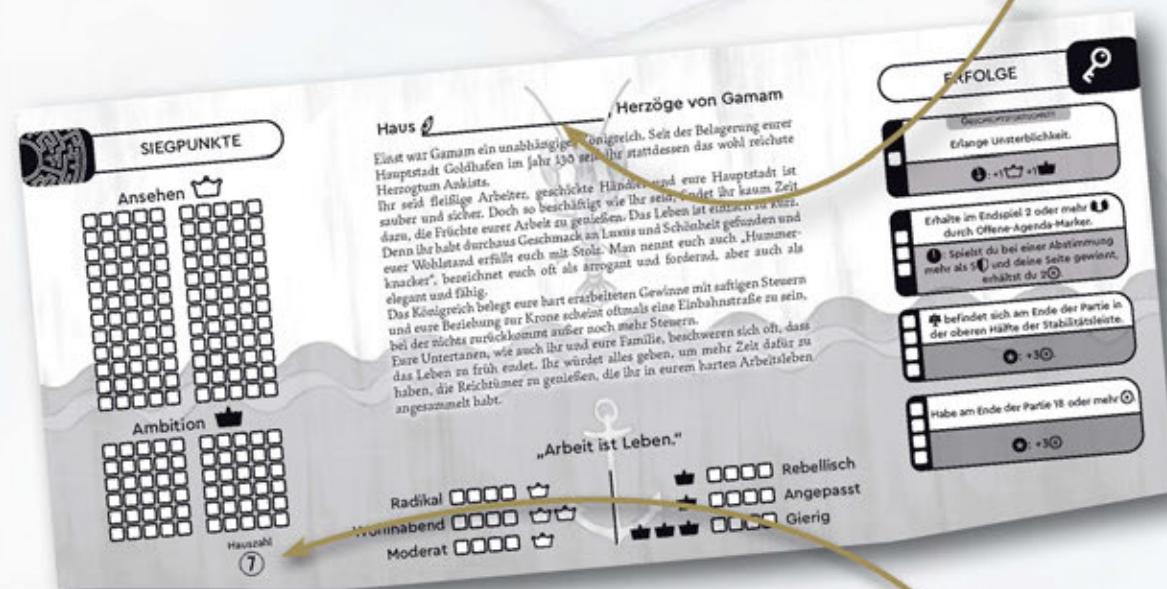 SIEGPUNKTE
Ansehen
Ambition
Hauszahl
7
Haus
Herzöge von Gamam
Einst war Gamam ein unabhängiges Königreich. Seit der Belagerung eurer
Hauptstadt Goldhafen im Jahr 130 seid ihr stattdessen das wohl reichste
Herzogtum Ankists.
Ihr seid fleißige Arbeiter, geschickte Händler und eure Hauptstadt ist
sauber und sicher. Doch so beschäftigt wie ihr seid, findet ihr kaum Zeit
dazu, die Früchte eurer Arbeit zu genießen. Das Leben ist einfach zu kurz.
Denn ihr habt durchaus Geschmack an Luxus und Schönheit gefunden und
euer Wohlstand erfüllt euch mit Stolz. Man nennt euch auch „Hummer-
knacker“, bezeichnet euch oft als arrogant und fordernd, aber auch als
elegant und fähig.
Das Königreich belegt eure hart erarbeiteten Gewinne mit saftigen Steuern
und eure Beziehung zur Krone scheint oftmals eine Einbahnstraße zu sein,
bei der nichts zurückkommt außer noch mehr Steuern.
Eure Untertanen, wie auch ihr und eure Familie, beschweren sich oft, dass
das Leben zu früh endet. Ihr würdet alles geben, um mehr Zeit dafür zu
haben, die Reichtümer zu genießen, die ihr in eurem harten Arbeitsleben
angesammelt habt.
„Arbeit ist Leben.“
Radikal
Wohlhabend
Moderat
Rebellisch
Angepasst
Gierig
ERFOLGE
Erlange Unsterblichkeit.
: +1 +1
Erhalte im Endspiel 2 oder mehr
durch Offene-Agenda-Marker.
: Spielst du bei einer Abstimmung
mehr als 5 und deine Seite gewinnt,
erhältst du 2.
befindet sich am Ende der Partie in
der oberen Hälfte der Stabilitätsleiste.
: +3.
Habe am Ende der Partie 18 oder mehr
: +3